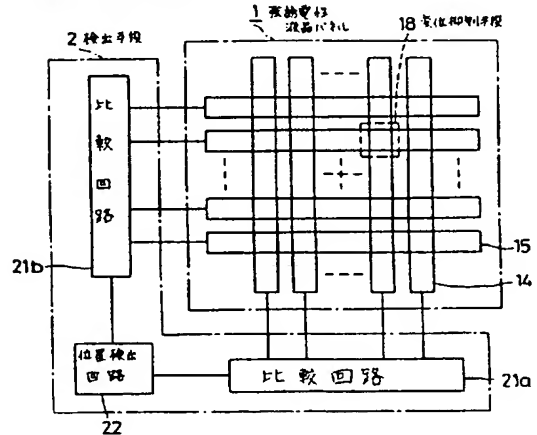 1 強誘電性
液晶パネル
18 変位抑制手段
2 検出手段
比較回路
21b
15
14
位置検出
回路
22
比較回路
21a